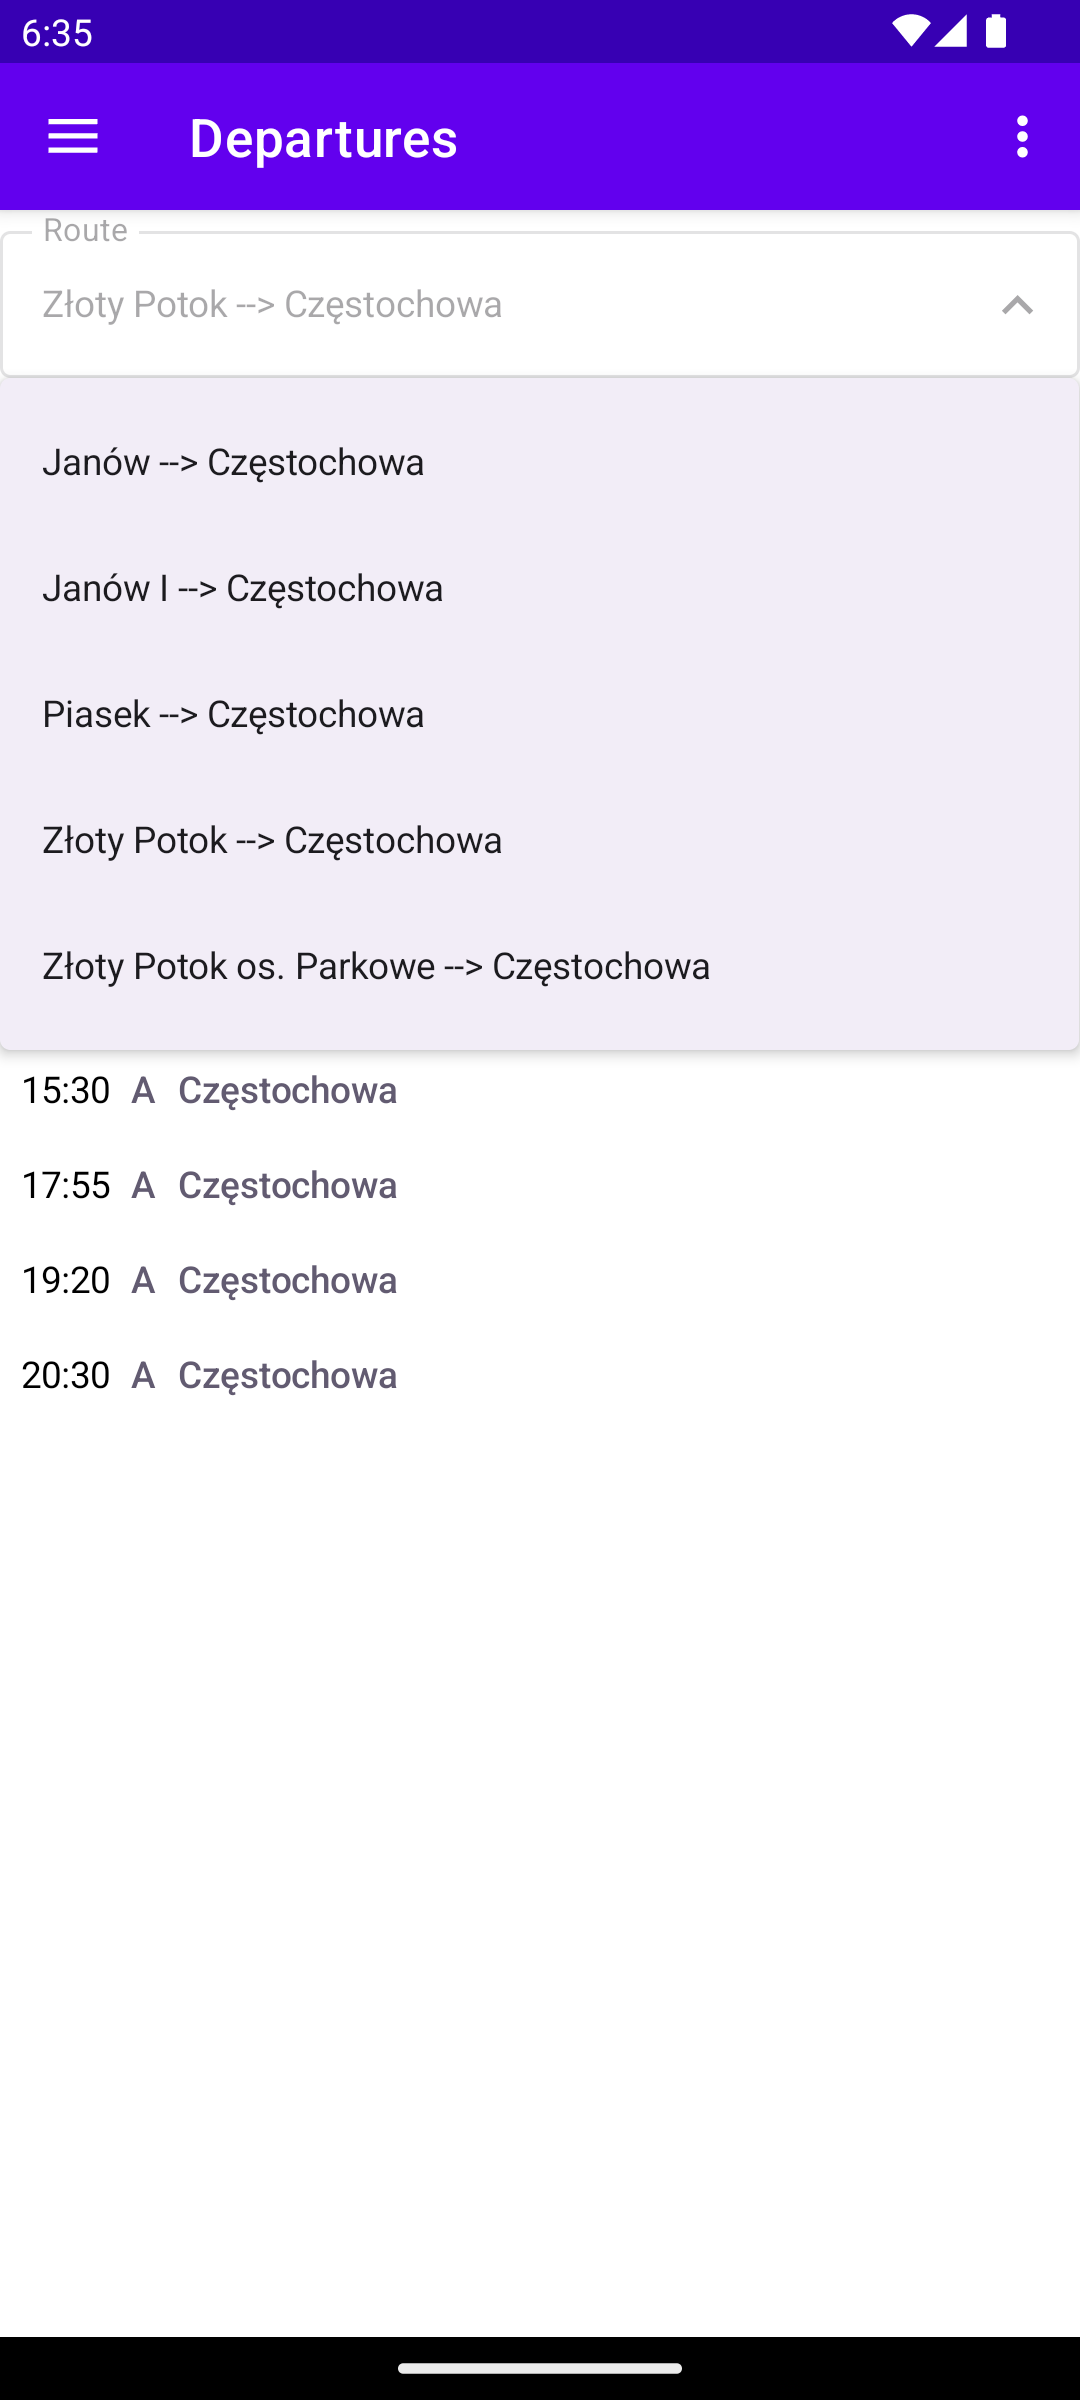 6:35
Departures
Route
Złoty Potok --> Częstochowa
Janów --> Częstochowa
Janów I --> Częstochowa
Piasek --> Częstochowa
Złoty Potok --> Częstochowa
Złoty Potok os. Parkowe --> Częstochowa
15:30 A Częstochowa
17:55 A Częstochowa
19:20 A Częstochowa
20:30 A Częstochowa